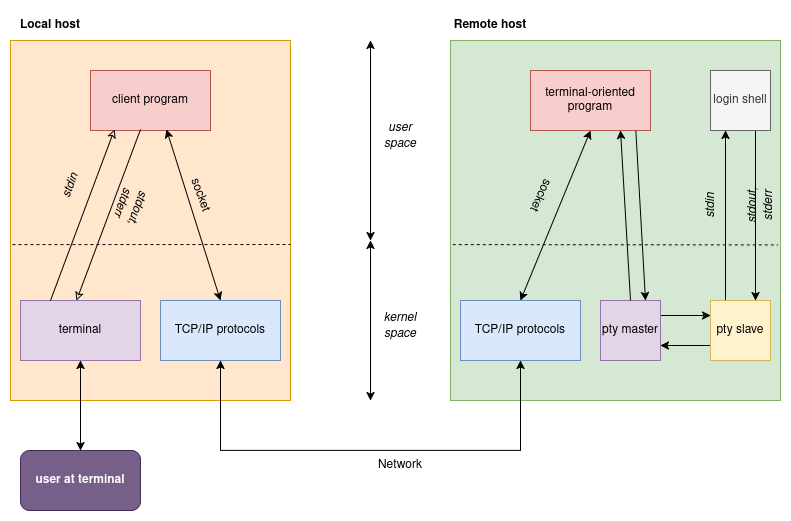 Local host
Remote host
client program
terminal-oriented
program
login shell
user
space
stdin
stdout,
stderr
socket
socket
stdin
stdout,
stderr
kernel
space
terminal
TCP/IP protocols
TCP/IP protocols
pty master
pty slave
user at terminal
Network